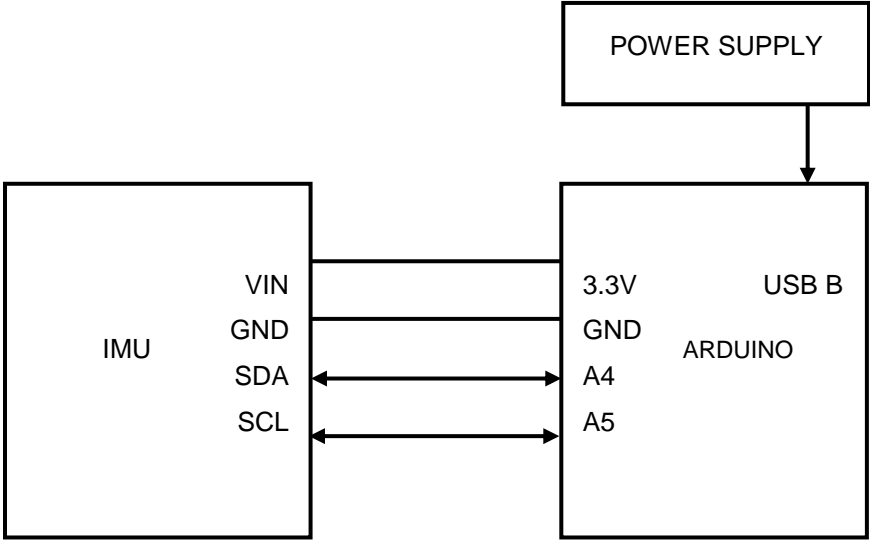 POWER SUPPLY
VIN
GND
IMU
SDA
SCL
3.3V
USB B
GND
ARDUINO
A4
A5